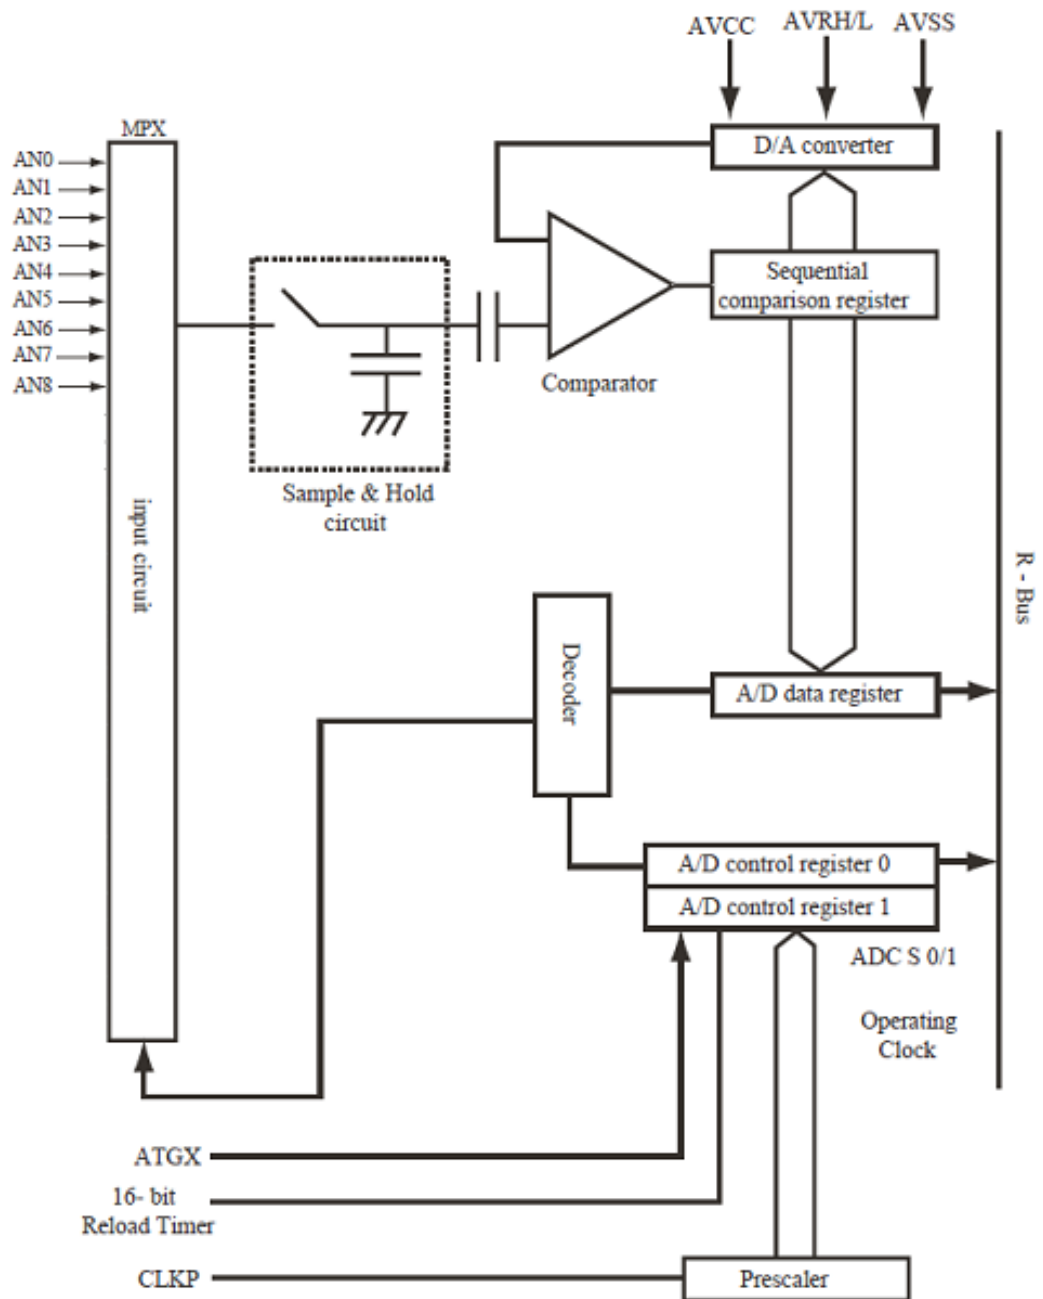 AVCC AVRH/L AVSS
MPX
D/A converter
AN0
AN1
AN2
AN3
AN4
AN5
AN6
AN7
AN8
Sequential
comparison register
Comparator
Sample & Hold
circuit
input circuit
R - Bus
Decoder
A/D data register
A/D control register 0
A/D control register 1
ADC S 0/1
Operating
Clock
ATGX
16- bit
Reload Timer
CLKP
Prescaler